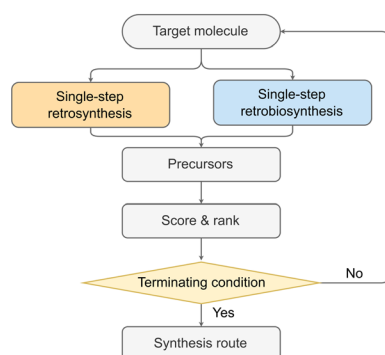 Target molecule
Single-step
retrosynthesis
Single-step
retrobiosynthesis
Precursors
Score & rank
Terminating condition
No
Yes
Synthesis route